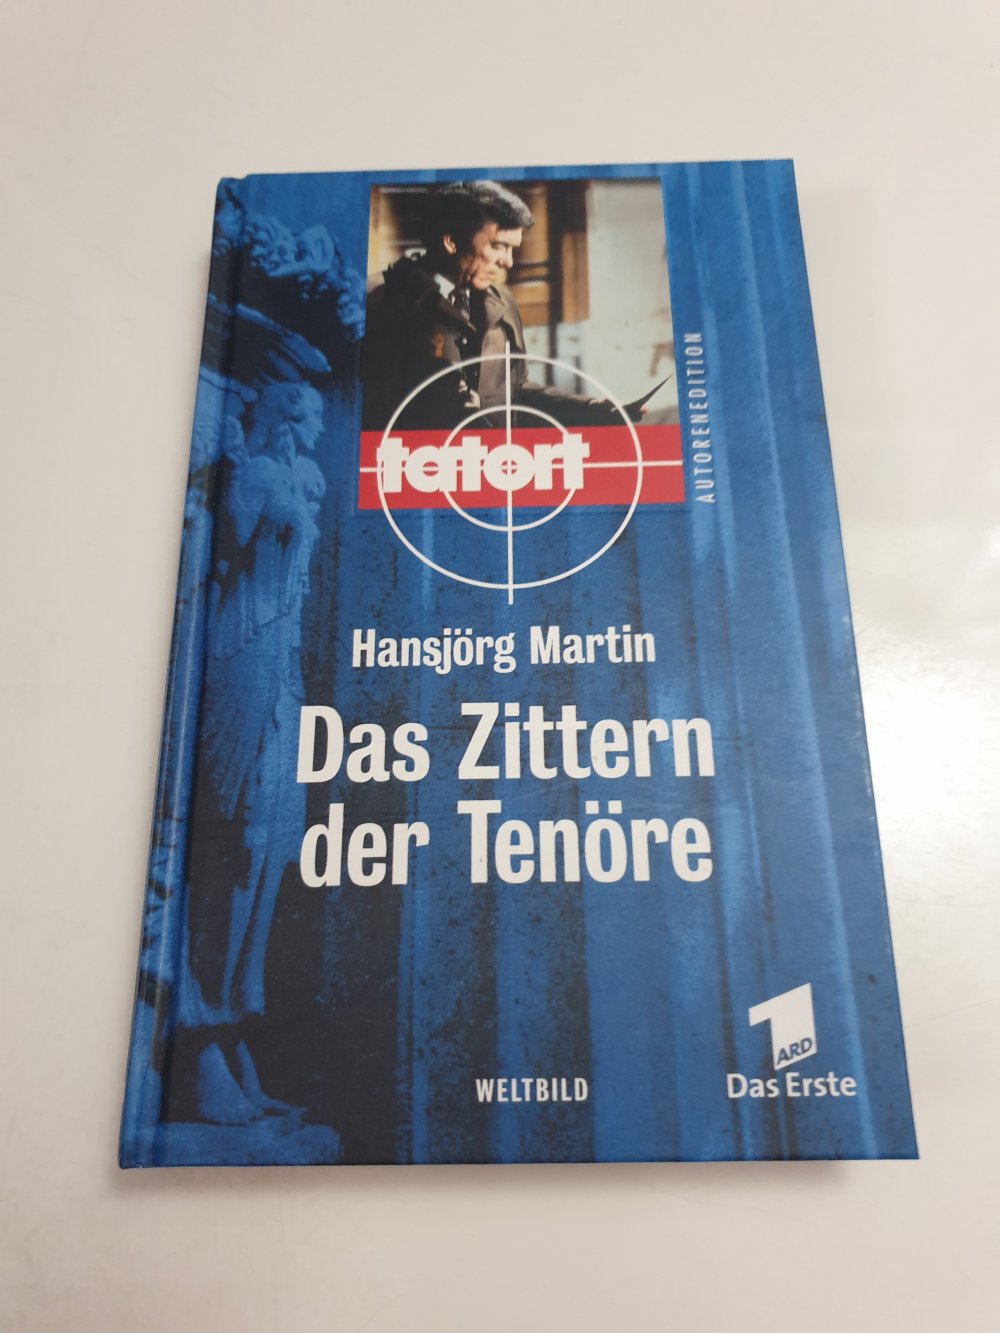 tatort
AUTORENEDITION
Hansjörg Martin
Das Zittern
der Tenöre
WELTBILD
1
ARD
Das Erste